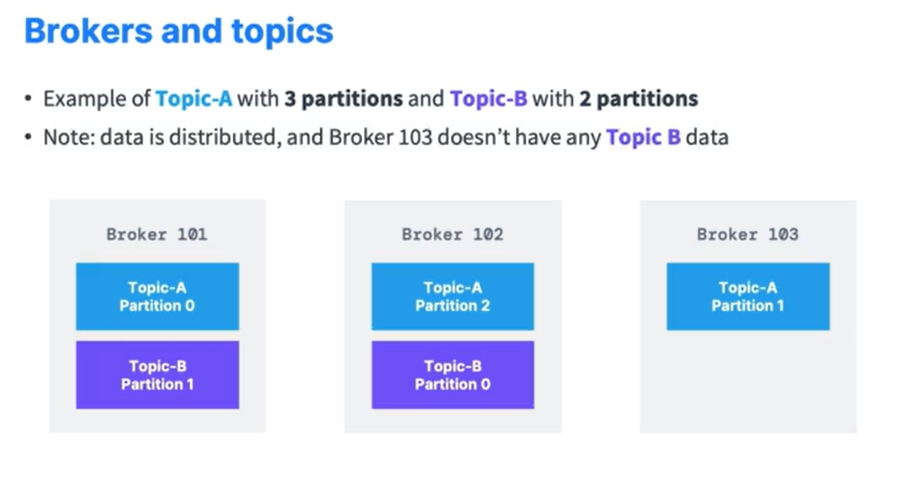 Brokers and topics
• Example of Topic-A with 3 partitions and Topic-B with 2 partitions
• Note: data is distributed, and Broker 103 doesn't have any Topic B data
Broker 101
Topic-A
Partition 0
Topic-B
Partition 1
Broker 102
Topic-A
Partition 2
Topic-B
Partition 0
Broker 103
Topic-A
Partition 1